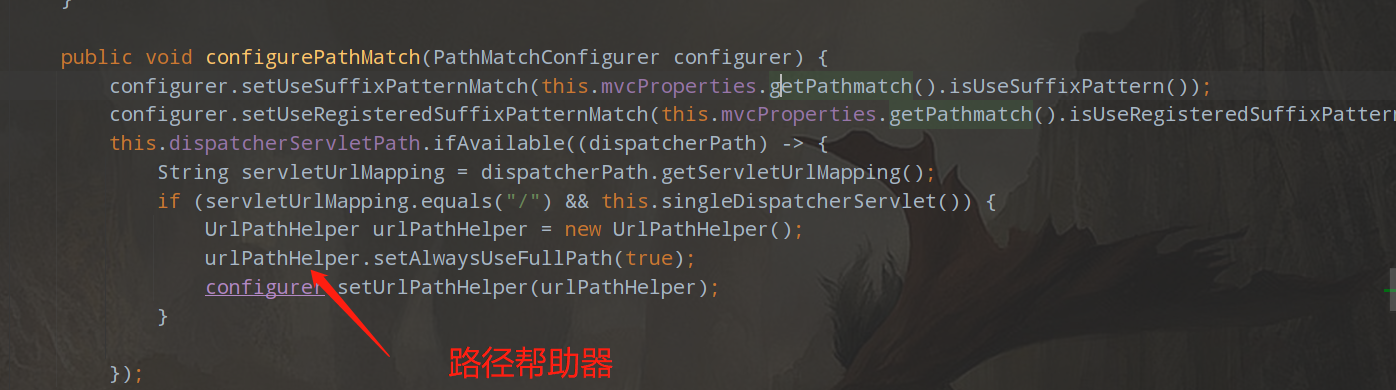 }
public void configurePathMatch(PathMatchConfigurer configurer) {
configurer.setUseSuffixPatternMatch(this.mvcProperties.getPathmatch().isUseSuffixPattern());
configurer.setUseRegisteredSuffixPatternMatch(this.mvcProperties.getPathmatch().isUseRegisteredSuffixPattern
this.dispatcherServletPath.ifAvailable((dispatcherPath) -> {
String servletUrlMapping = dispatcherPath.getServletUrlMapping();
if (servletUrlMapping.equals("/") && this.singleDispatcherServlet()) {
UrlPathHelper urlPathHelper = new UrlPathHelper();
urlPathHelper.setAlwaysUseFullPath(true);
configurer.setUrlPathHelper(urlPathHelper);
}
路径帮助器
});